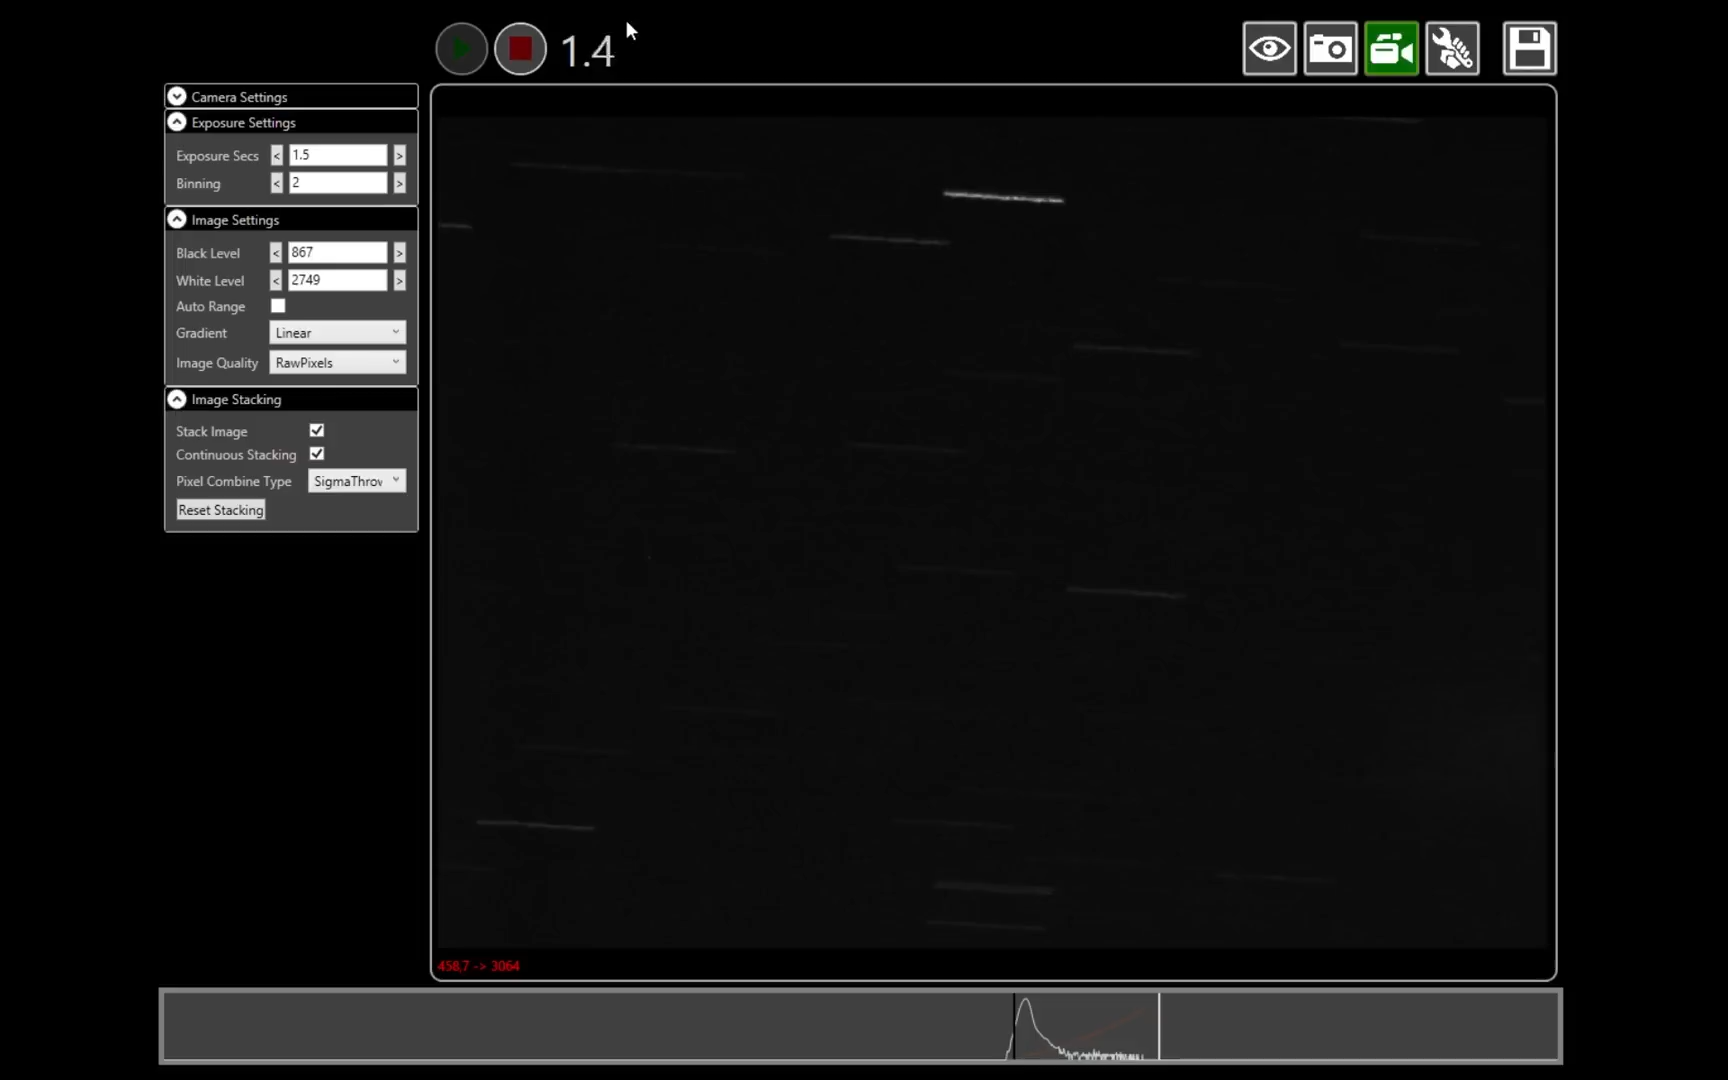 1.4
Camera Settings
Exposure Settings
Exposure Secs < 1.5 >
Binning < 2 >
Image Settings
Black Level < 867 >
White Level < 2749 >
Auto Range
Gradient Linear
Image Quality RawPixels
Image Stacking
Stack Image
Continuous Stacking
Pixel Combine Type SigmaThrov
Reset Stacking
458,7 -> 3064